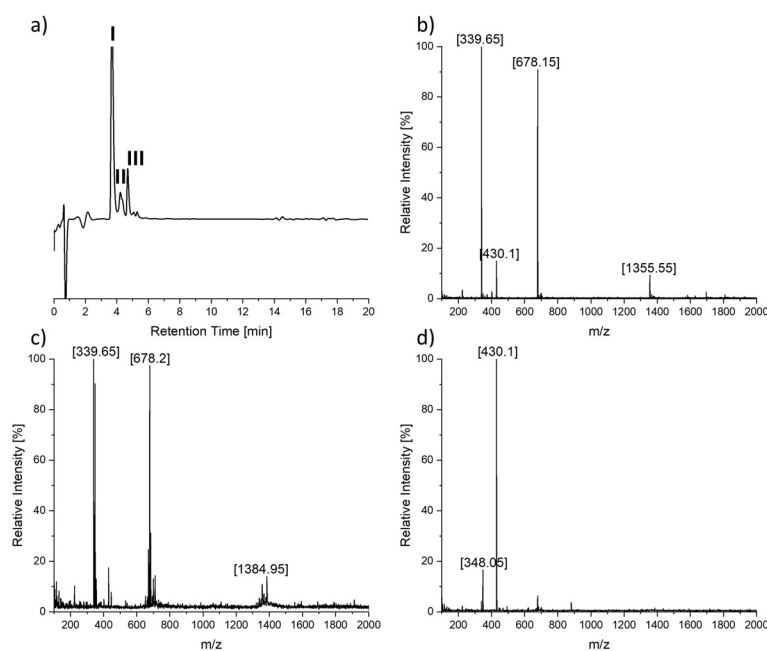 a)
I
II
III
0 2 4 6 8 10 12 14 16 18 20
Retention Time [min]
b)
[339.65]
[678.15]
[430.1]
[1355.55]
100
80
60
40
20
0
Relative Intensity [%]
200 400 600 800 1000 1200 1400 1600 1800 2000
m/z
c)
[339.65]
[678.2]
[1384.95]
100
80
60
40
20
0
Relative Intensity [%]
200 400 600 800 1000 1200 1400 1600 1800 2000
m/z
d)
[430.1]
[348.05]
100
80
60
40
20
0
Relative Intensity [%]
200 400 600 800 1000 1200 1400 1600 1800 2000
m/z